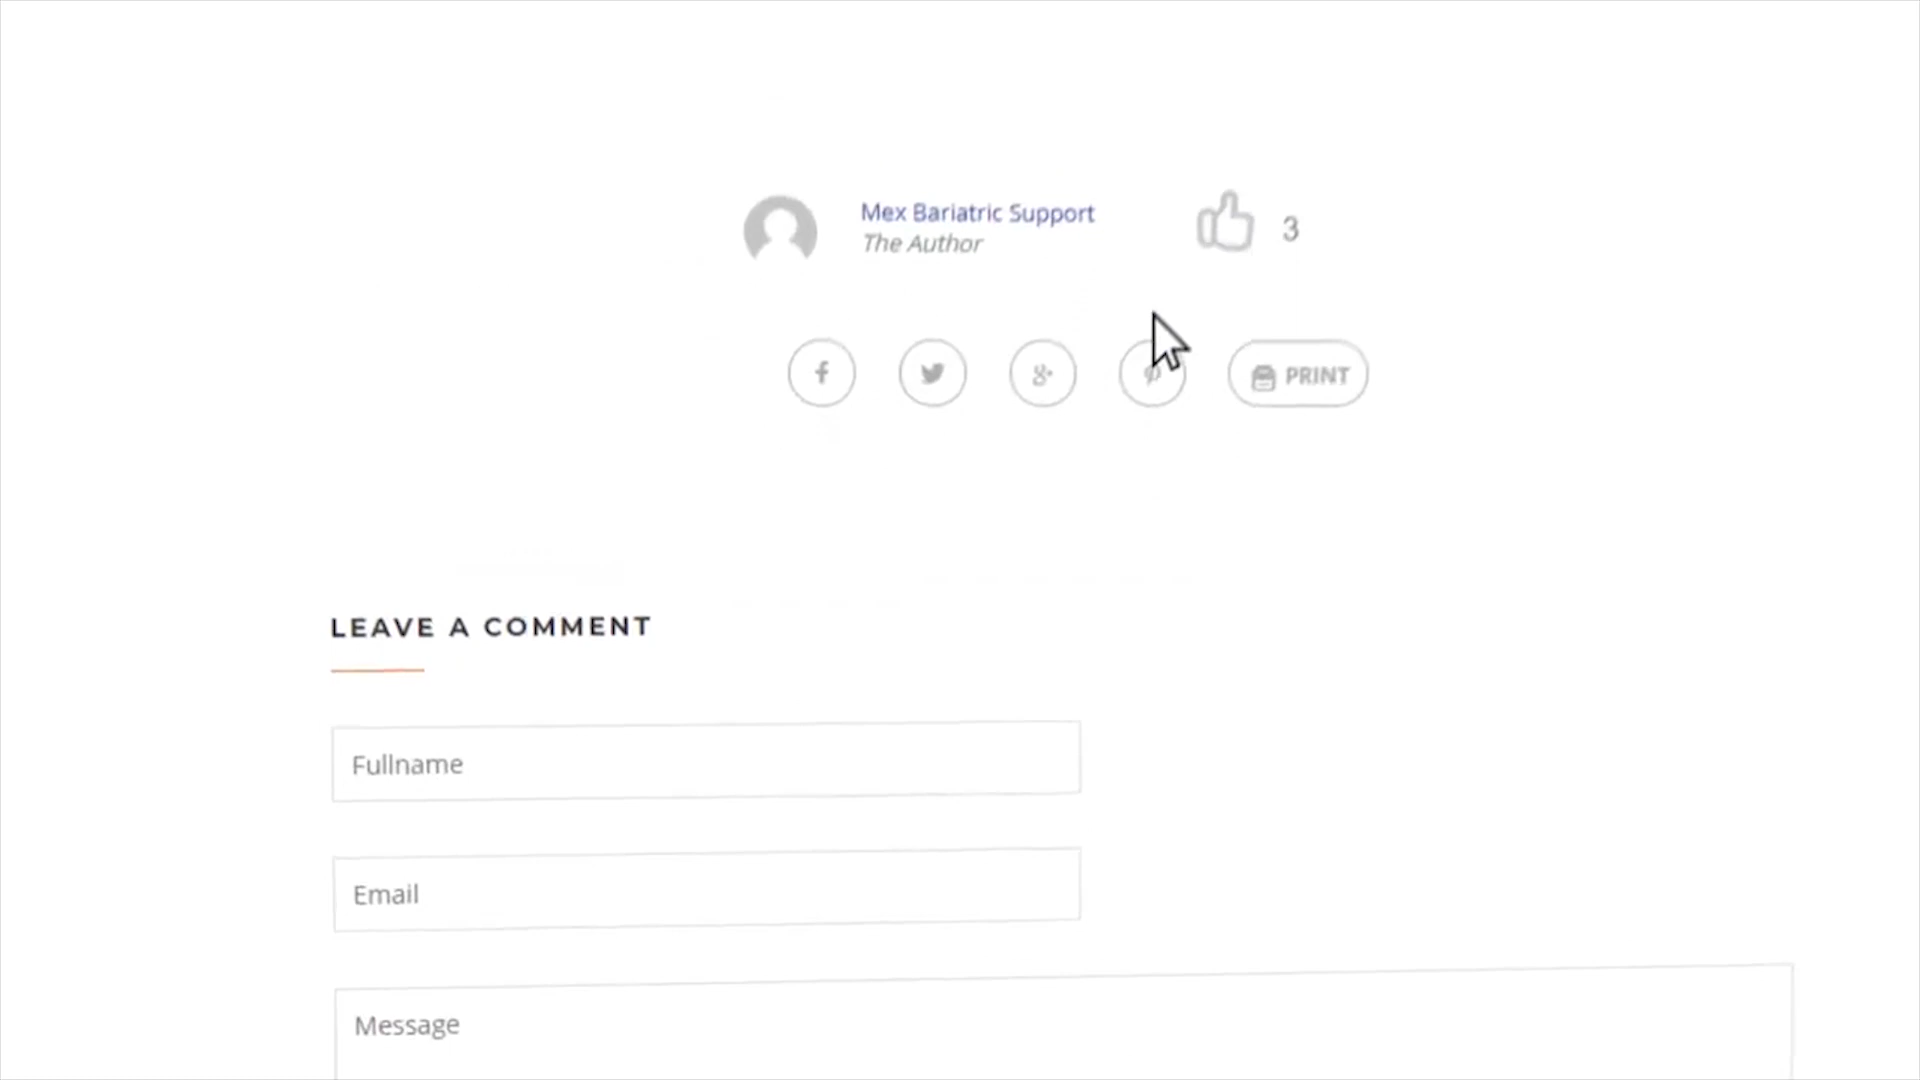 Mex Bariatric Support
The Author
3
PRINT
LEAVE A COMMENT
Fullname
Email
Message